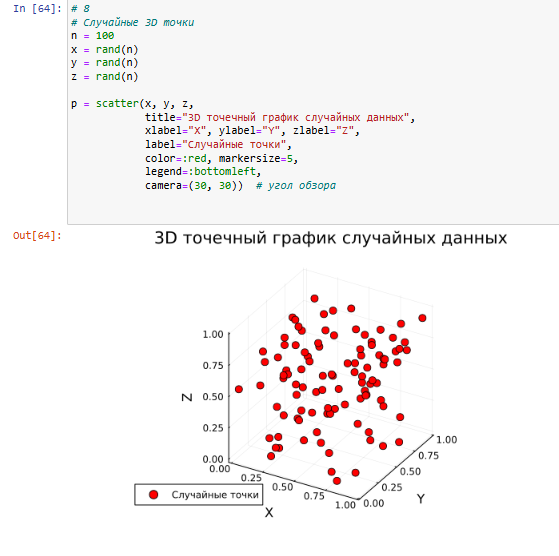 In [64]: # 8
# Случайные 3D точки
n = 100
x = rand(n)
y = rand(n)
z = rand(n)
p = scatter(x, y, z,
title="3D точечный график случайных данных",
xlabel="X", ylabel="Y", zlabel="Z",
label="Случайные точки",
color=:red, markersize=5,
legend=:bottomleft,
camera=(30, 30)) # угол обзора
Out[64]:
3D точечный график случайных данных
1.00
0.75
Z
0.50
0.25
0.00
0.00
0.25
0.50
0.75
1.00
X
0.00
0.25
0.50
0.75
1.00
Y
Случайные точки